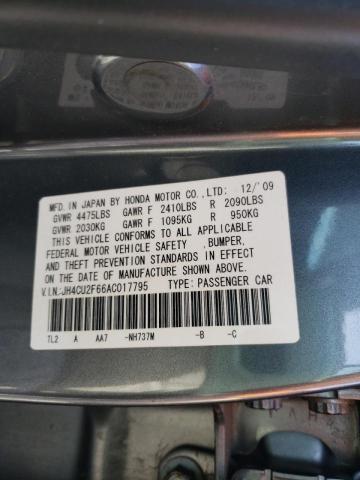 MFD. IN JAPAN BY HONDA MOTOR CO., LTD: 12/'09
GVWR 4475LBS GAWR F 2410LBS R 2090LBS
GVWR 2030KG GAWR F 1095KG R 950KG
THIS VEHICLE CONFORMS TO ALL APPLICABLE
FEDERAL MOTOR VEHICLE SAFETY , BUMPER,
AND THEFT PREVENTION STANDARDS IN EFFECT
ON THE DATE OF MANUFACTURE SHOWN ABOVE.
V.I.N.:JH4CU2F66AC017795 TYPE: PASSENGER CAR
TL2 A AA7 -NH737M -B -C